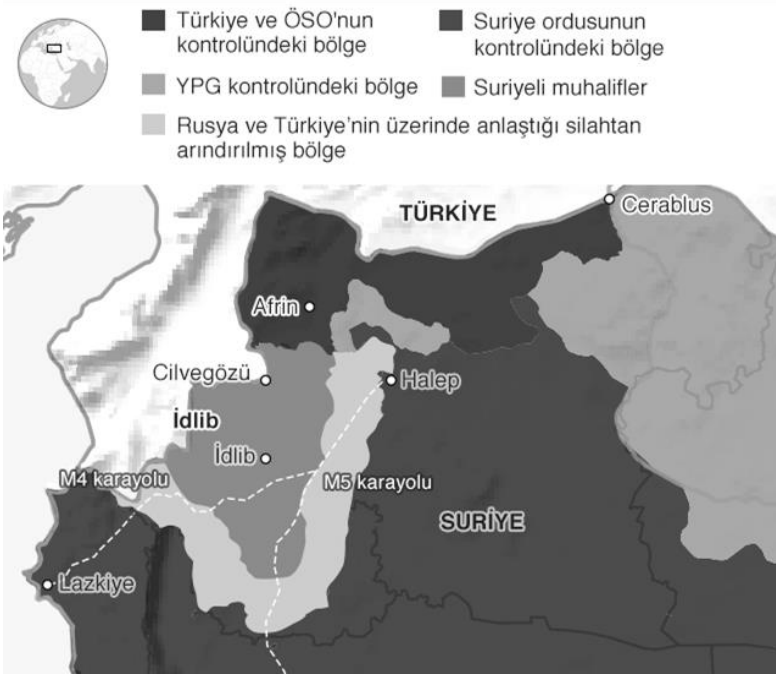 Türkiye ve ÖSO'nun
kontrolündeki bölge
Suriye ordusunun
kontrolündeki bölge
YPG kontrolündeki bölge
Suriyeli muhalifler
Rusya ve Türkiye'nin üzerinde anlaştığı silahtan
arındırılmış bölge
TÜRKİYE
Cerablus
Afrin
Cilvegözü
Halep
İdlib
İdlib
M4 karayolu
M5 karayolu
SURİYE
Lazkiye